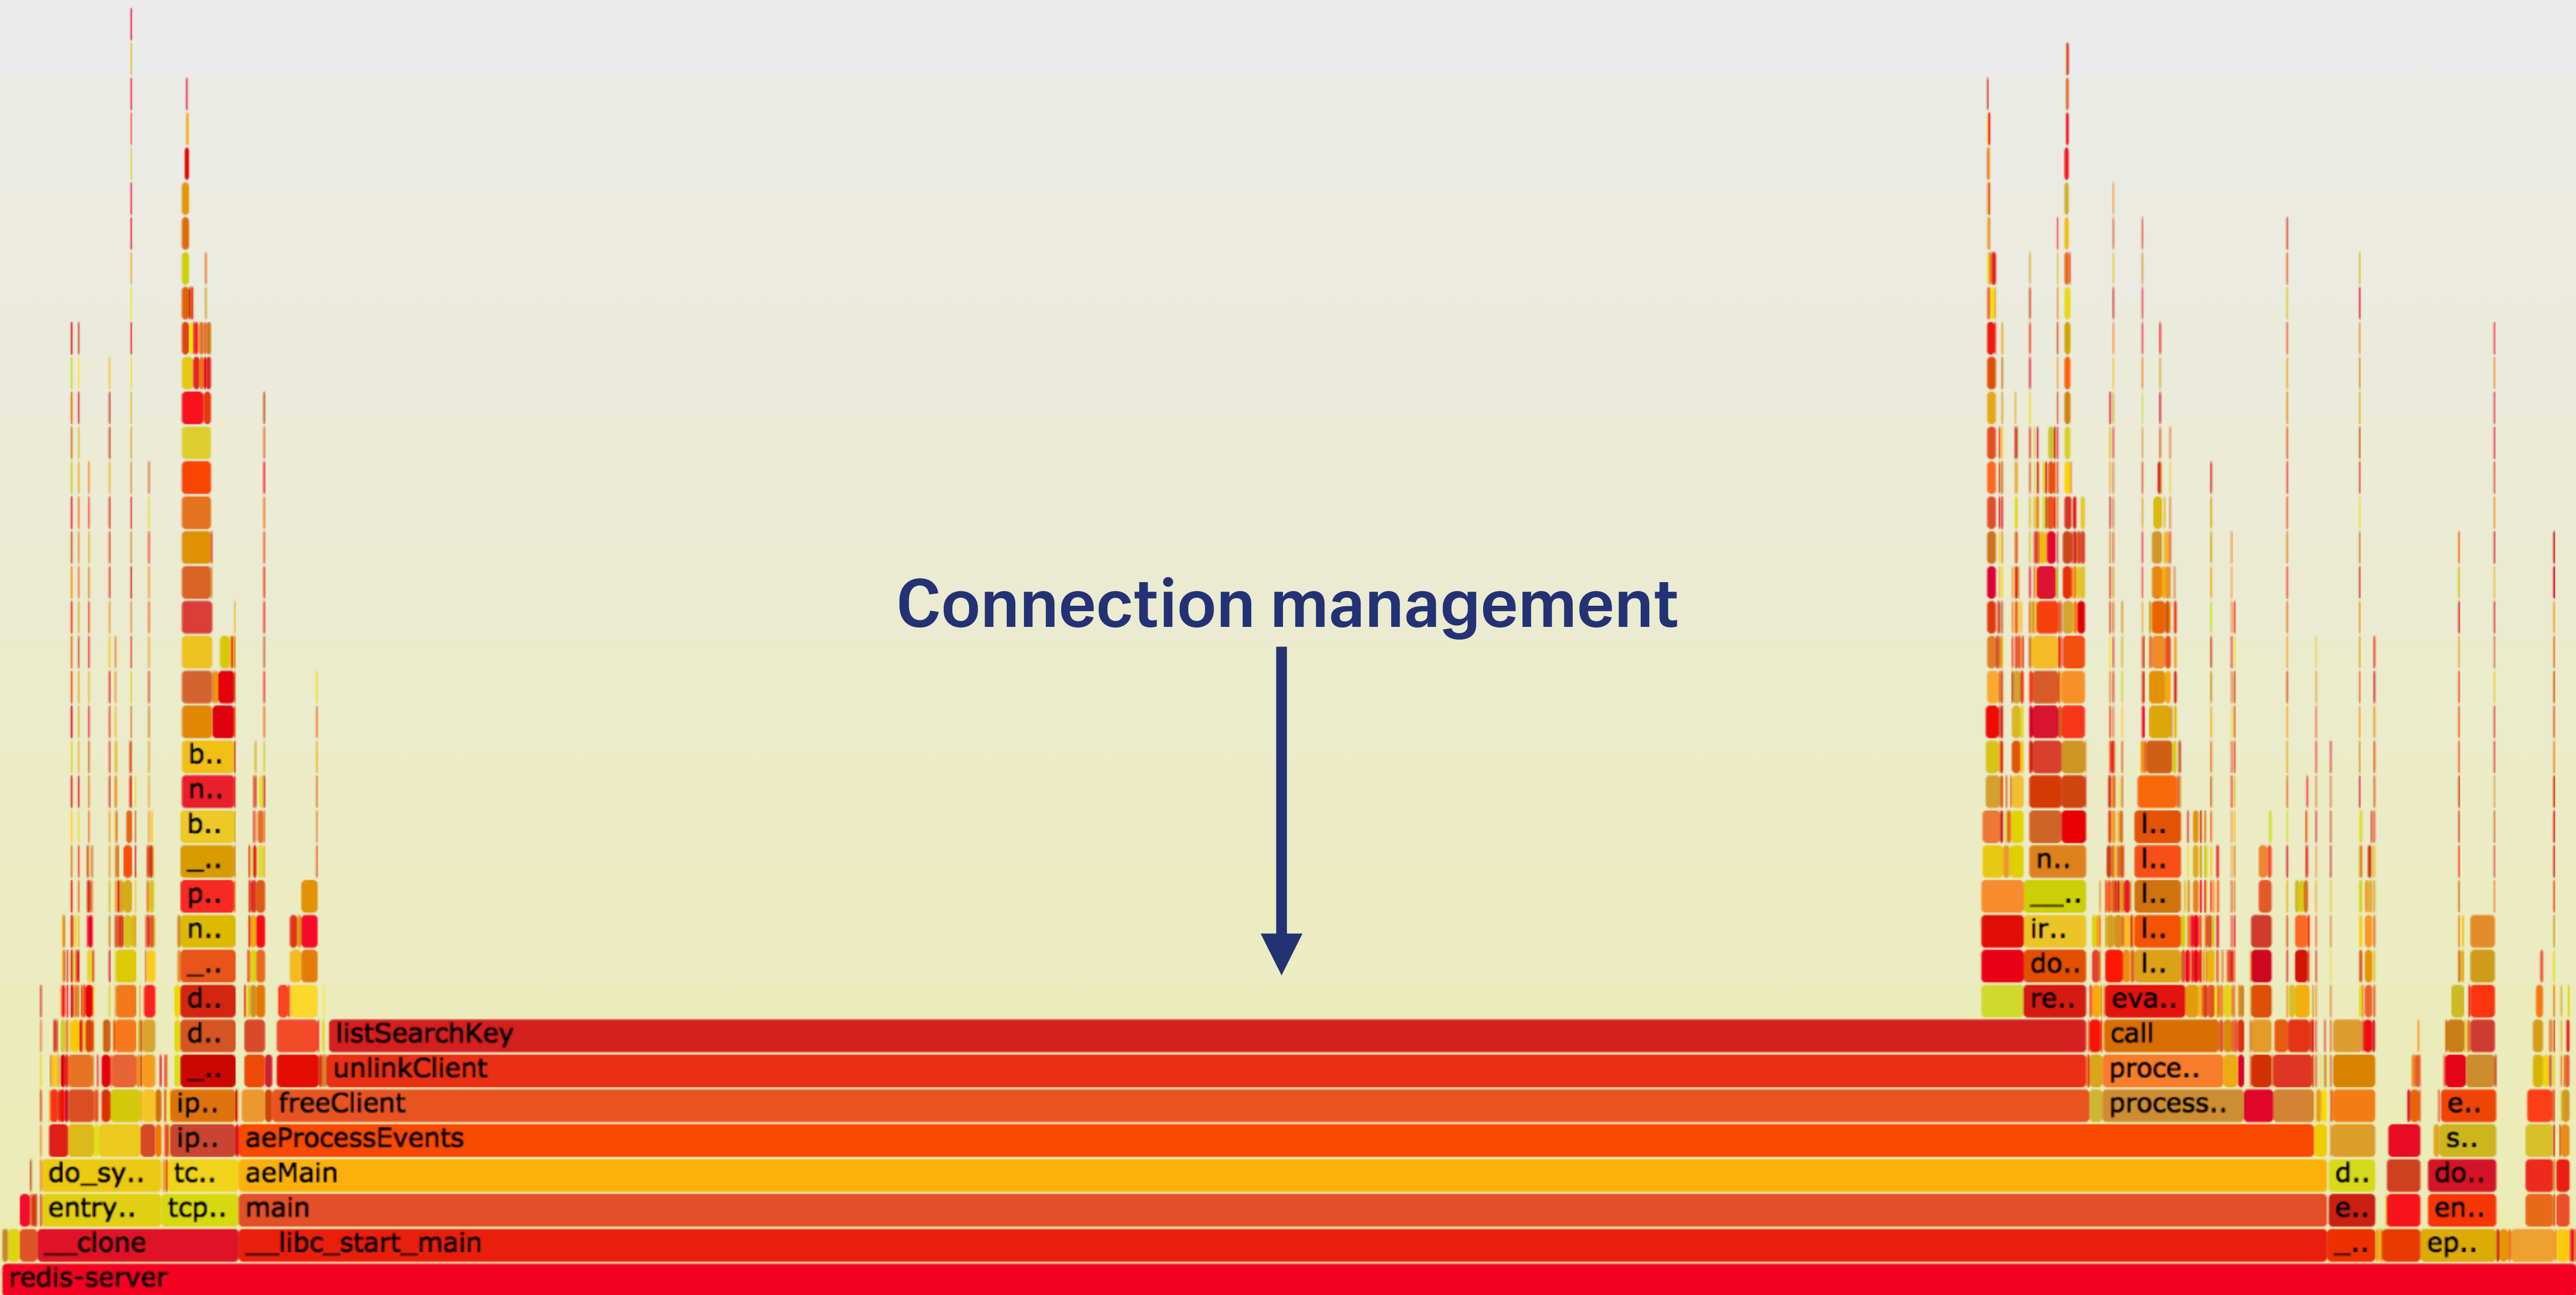 Connection management
b..
n..
b..
_..
n..
p..
l..
l..
__.. l..
n.. ir.. l..
_.. do.. l..
d.. re.. eva..
d.. listSearchKey call
_.. unlinkClient proce..
ip.. freeClient process.. e..
ip.. aeProcessEvents s..
do_sy.. tc.. aeMain d.. do..
entry.. tcp.. main e.. en..
__clone __libc_start_main _.. ep..
redis-server